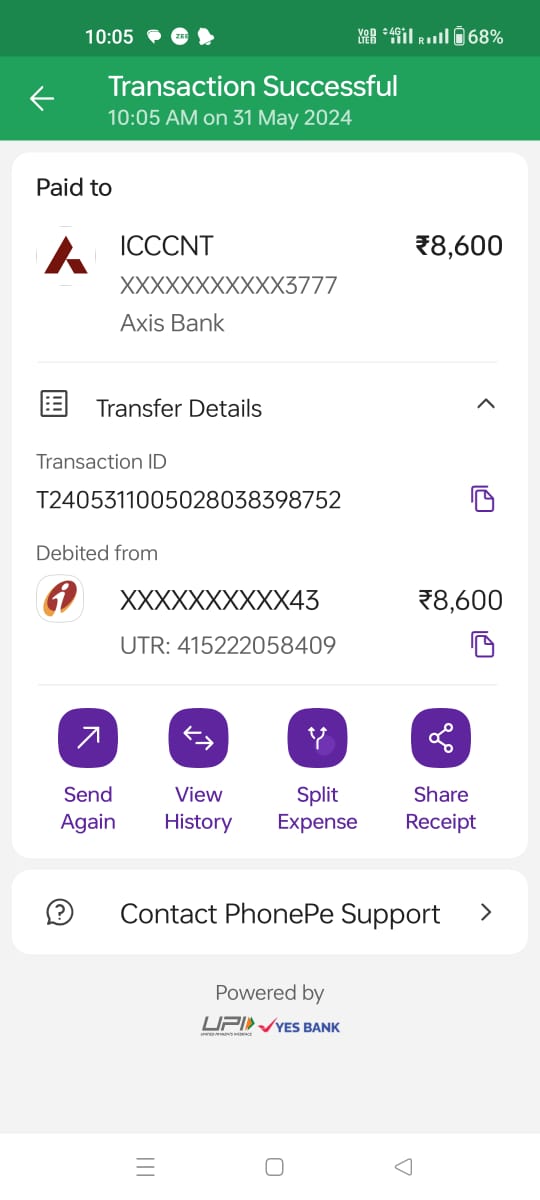 10:05 ZEE Vo LTE 4G+ R 68%
Transaction Successful
10:05 AM on 31 May 2024
Paid to
ICCCNT ₹8,600
XXXXXXXXXXX3777
Axis Bank
Transfer Details
Transaction ID
T2405311005028038398752
Debited from
XXXXXXXXXX43 ₹8,600
UTR: 415222058409
Send Again
View History
Split Expense
Share Receipt
Contact PhonePe Support
Powered by
UPI YES BANK